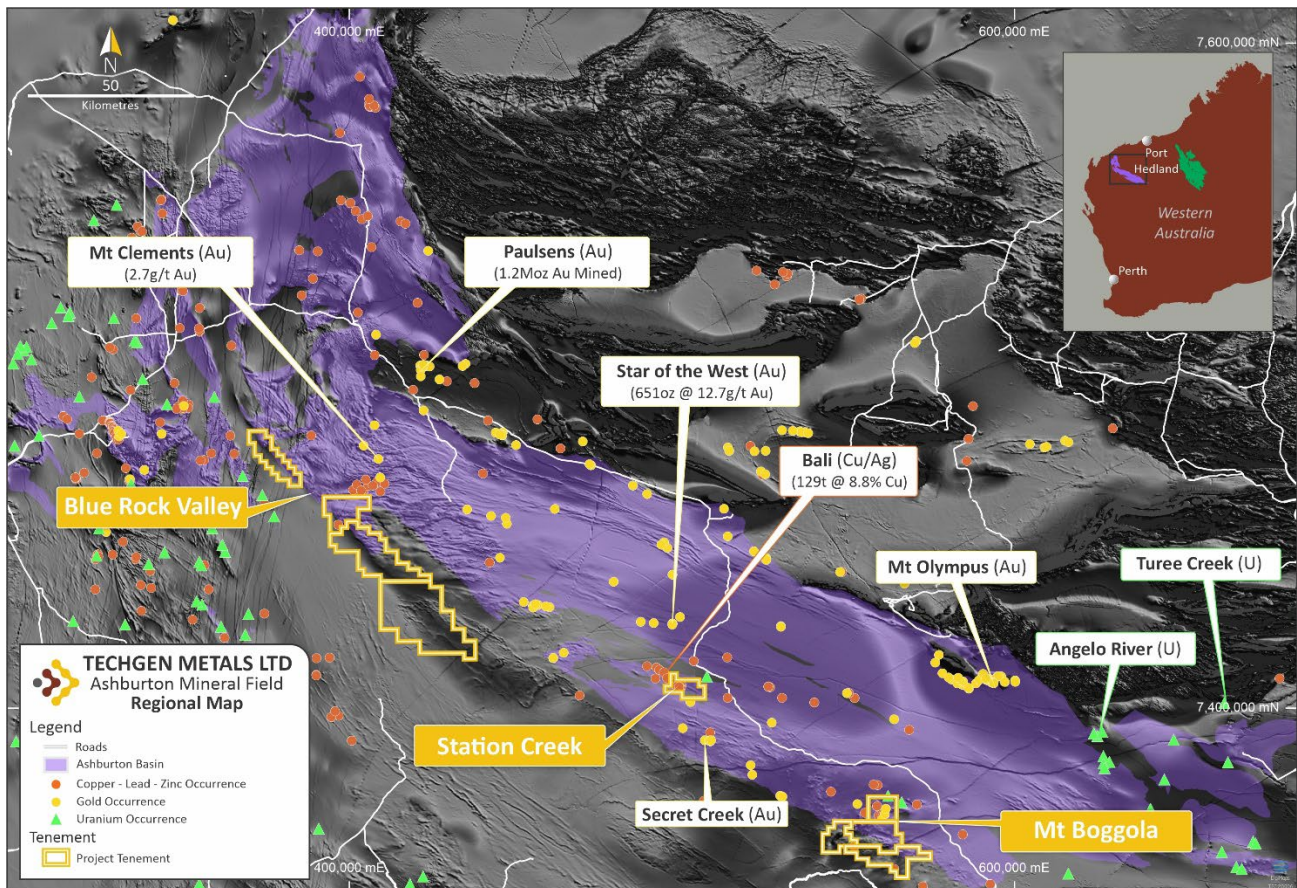 400,000 mE
600,000 mE
7,600,000 mN
N
50
Kilometres
Port
Hedland
Western
Australia
Perth
Mt Clements (Au)
(2.7g/t Au)
Paulsens (Au)
(1.2Moz Au Mined)
Star of the West (Au)
(651oz @ 12.7g/t Au)
Bali (Cu/Ag)
(129t @ 8.8% Cu)
Blue Rock Valley
Mt Olympus (Au)
Turee Creek (U)
Angelo River (U)
7,400,000 mN
Station Creek
Secret Creek (Au)
Mt Boggola
TECHGEN METALS LTD
Ashburton Mineral Field
Regional Map
Legend
Roads
Ashburton Basin
Copper - Lead - Zinc Occurrence
Gold Occurrence
Uranium Occurrence
Tenement
Project Tenement
400,000 mE
600,000 mE